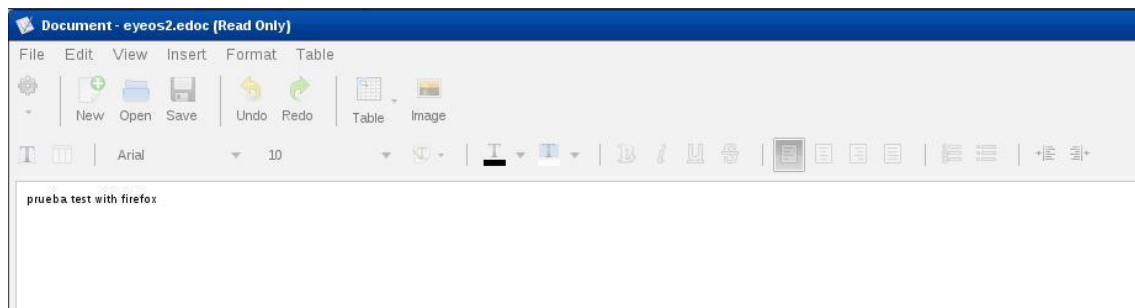 Document - eyeos2.edoc (Read Only)
File Edit View Insert Format Table
New Open Save Undo Redo Table Image
Arial 10
prueba test with firefox